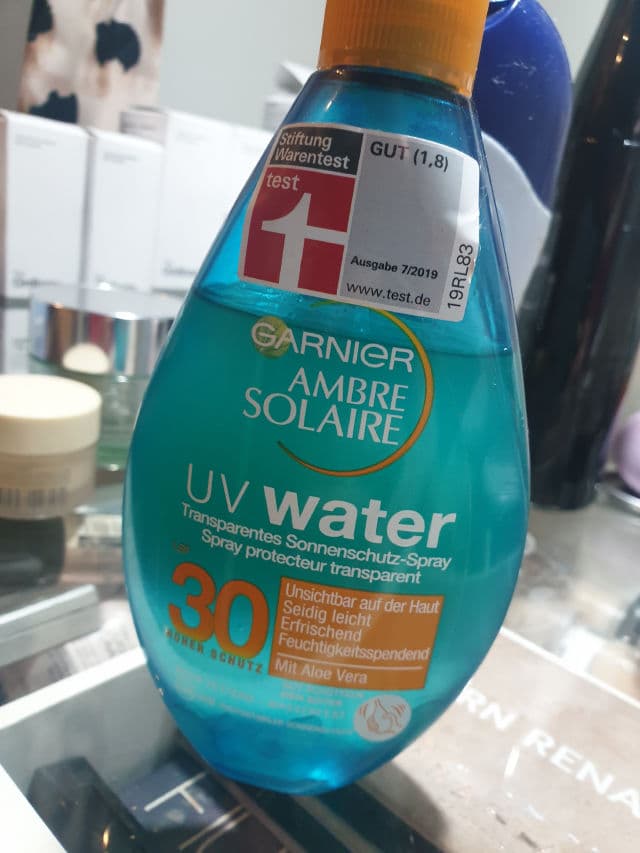 Stiftung
Warentest
test
GUT (1,8)
Ausgabe 7/2019
www.test.de
19RL83
GARNIER
AMBRE
SOLAIRE
UV water
Transparentes Sonnenschutz-Spray
Spray protecteur transparent
30
HOHER SCHUTZ
Unsichtbar auf der Haut
Seidig leicht
Erfrischend
Feuchtigkeitsspendend
Mit Aloe Vera
RN RENA